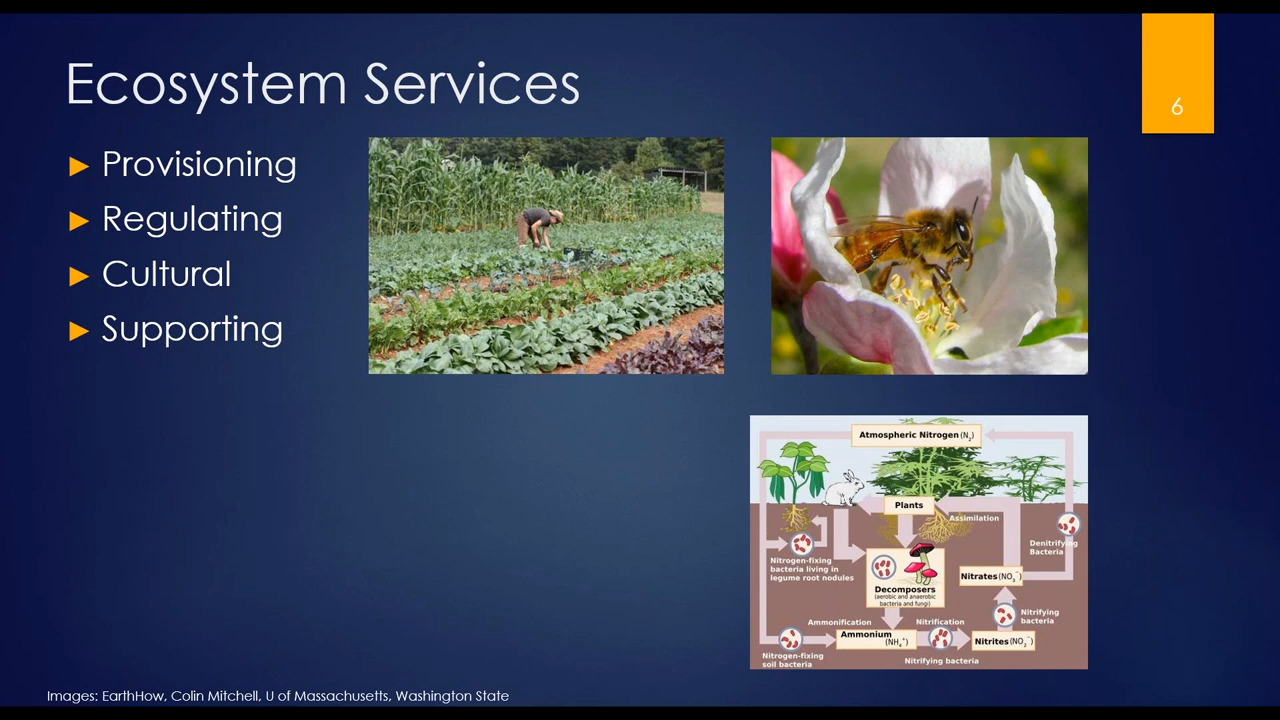 Ecosystem Services
6
► Provisioning
► Regulating
► Cultural
► Supporting
Atmospheric Nitrogen (N₂)
Plants
Assimilation
Denitrifying
Bacteria
Nitrogen-fixing
bacteria living in
legume root nodules
Decomposers
(aerobic and anaerobic
bacteria and fungi)
Nitrates (NO₃⁻)
Nitrifying
bacteria
Ammonification
Nitrification
Ammonium
(NH₄⁺)
Nitrites (NO₂⁻)
Nitrogen-fixing
soil bacteria
Nitrifying bacteria
Images: EarthHow, Colin Mitchell, U of Massachusetts, Washington State